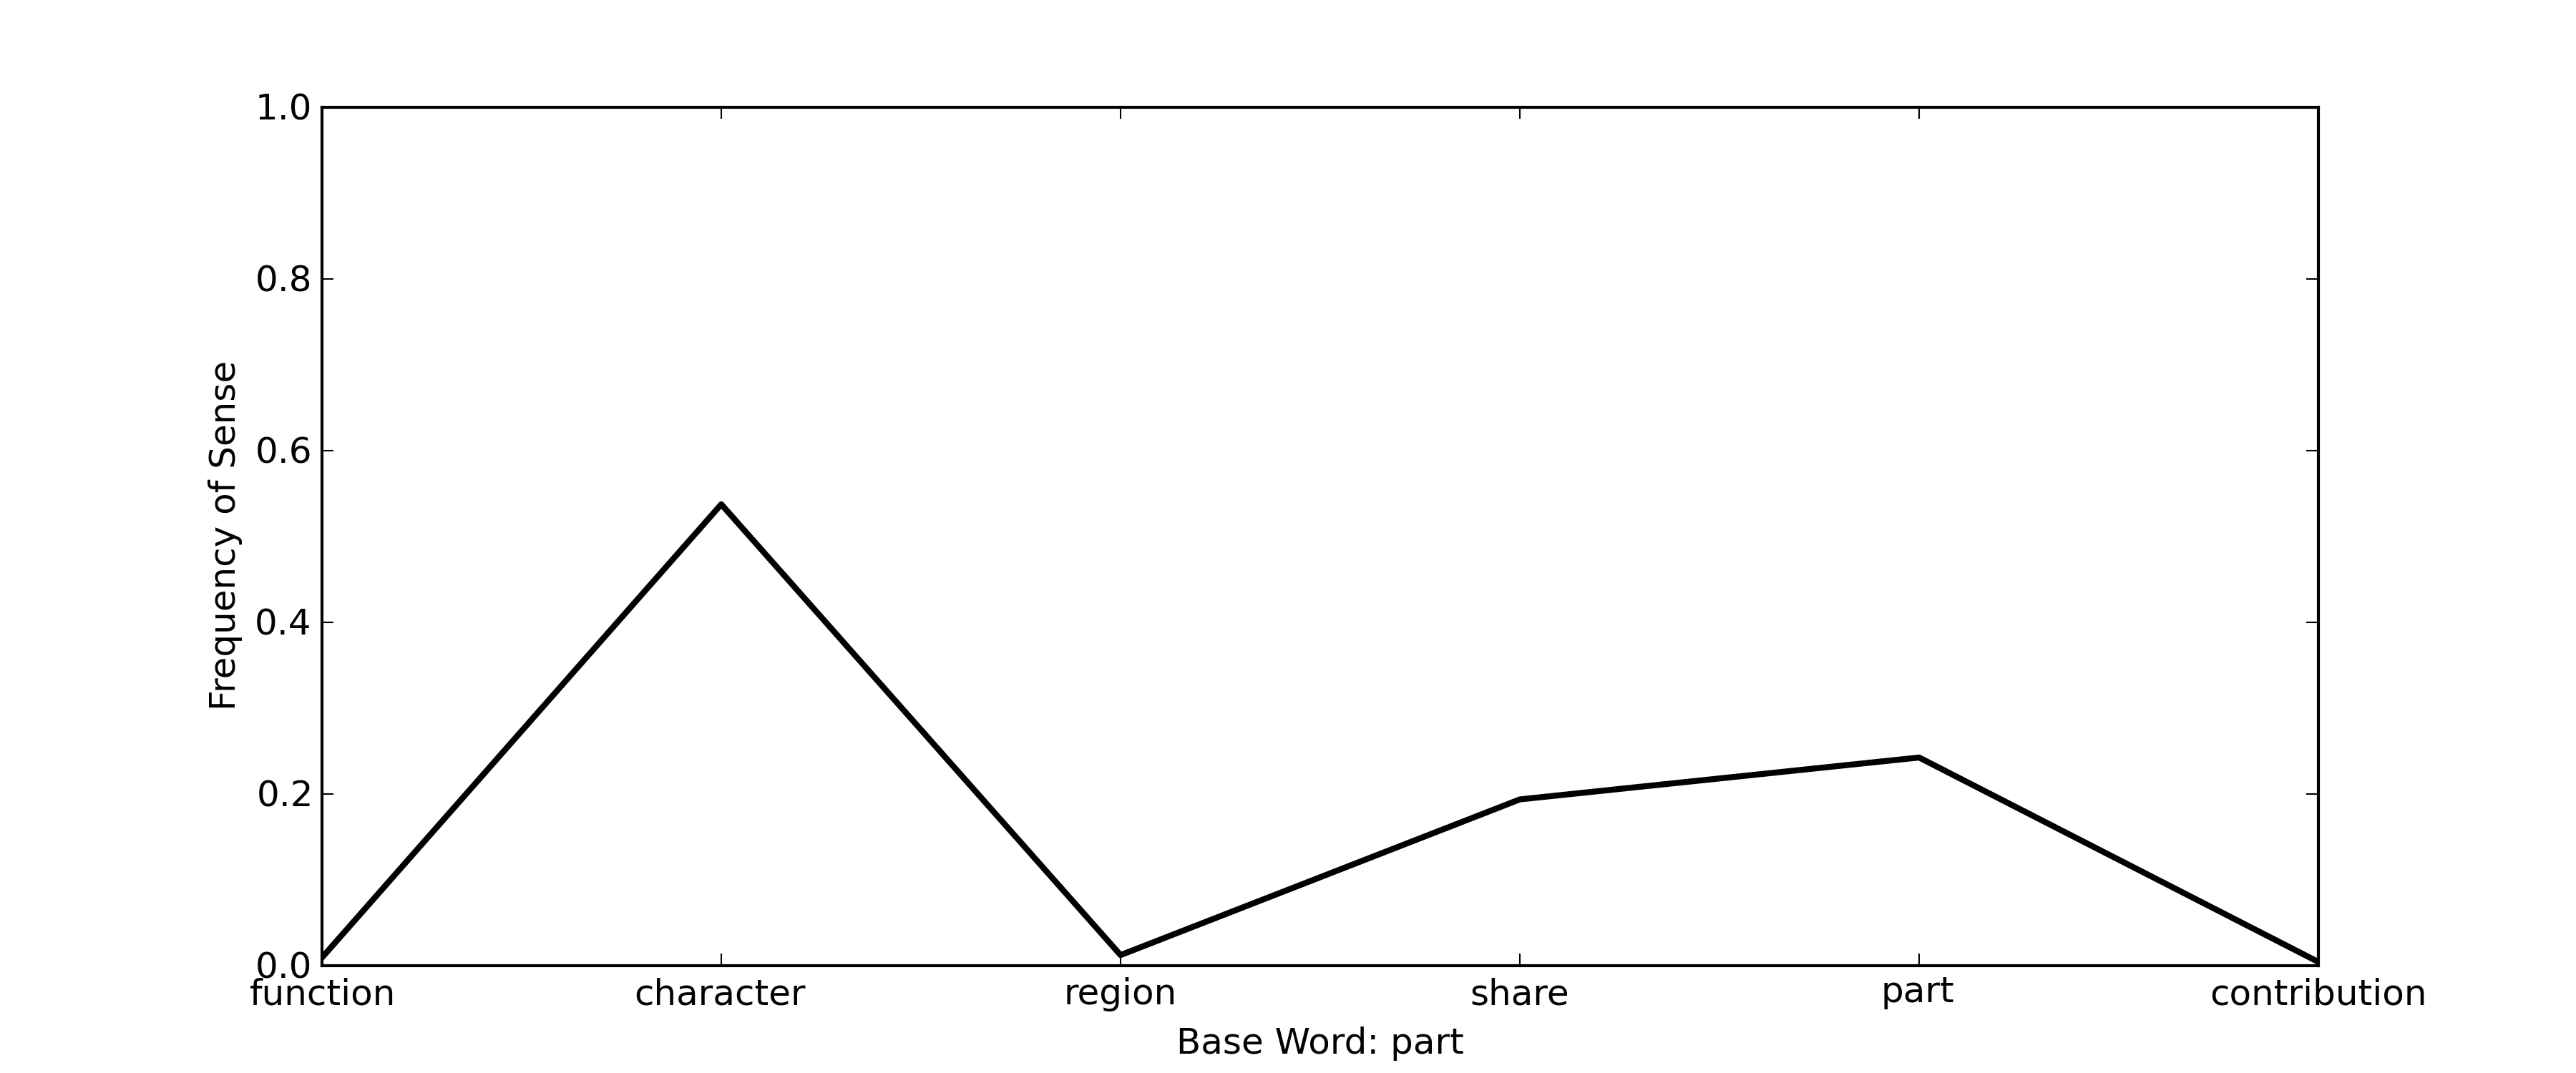 1.0
0.8
0.6
0.4
0.2
0.0
Frequency of Sense
function character region share part contribution
Base Word: part